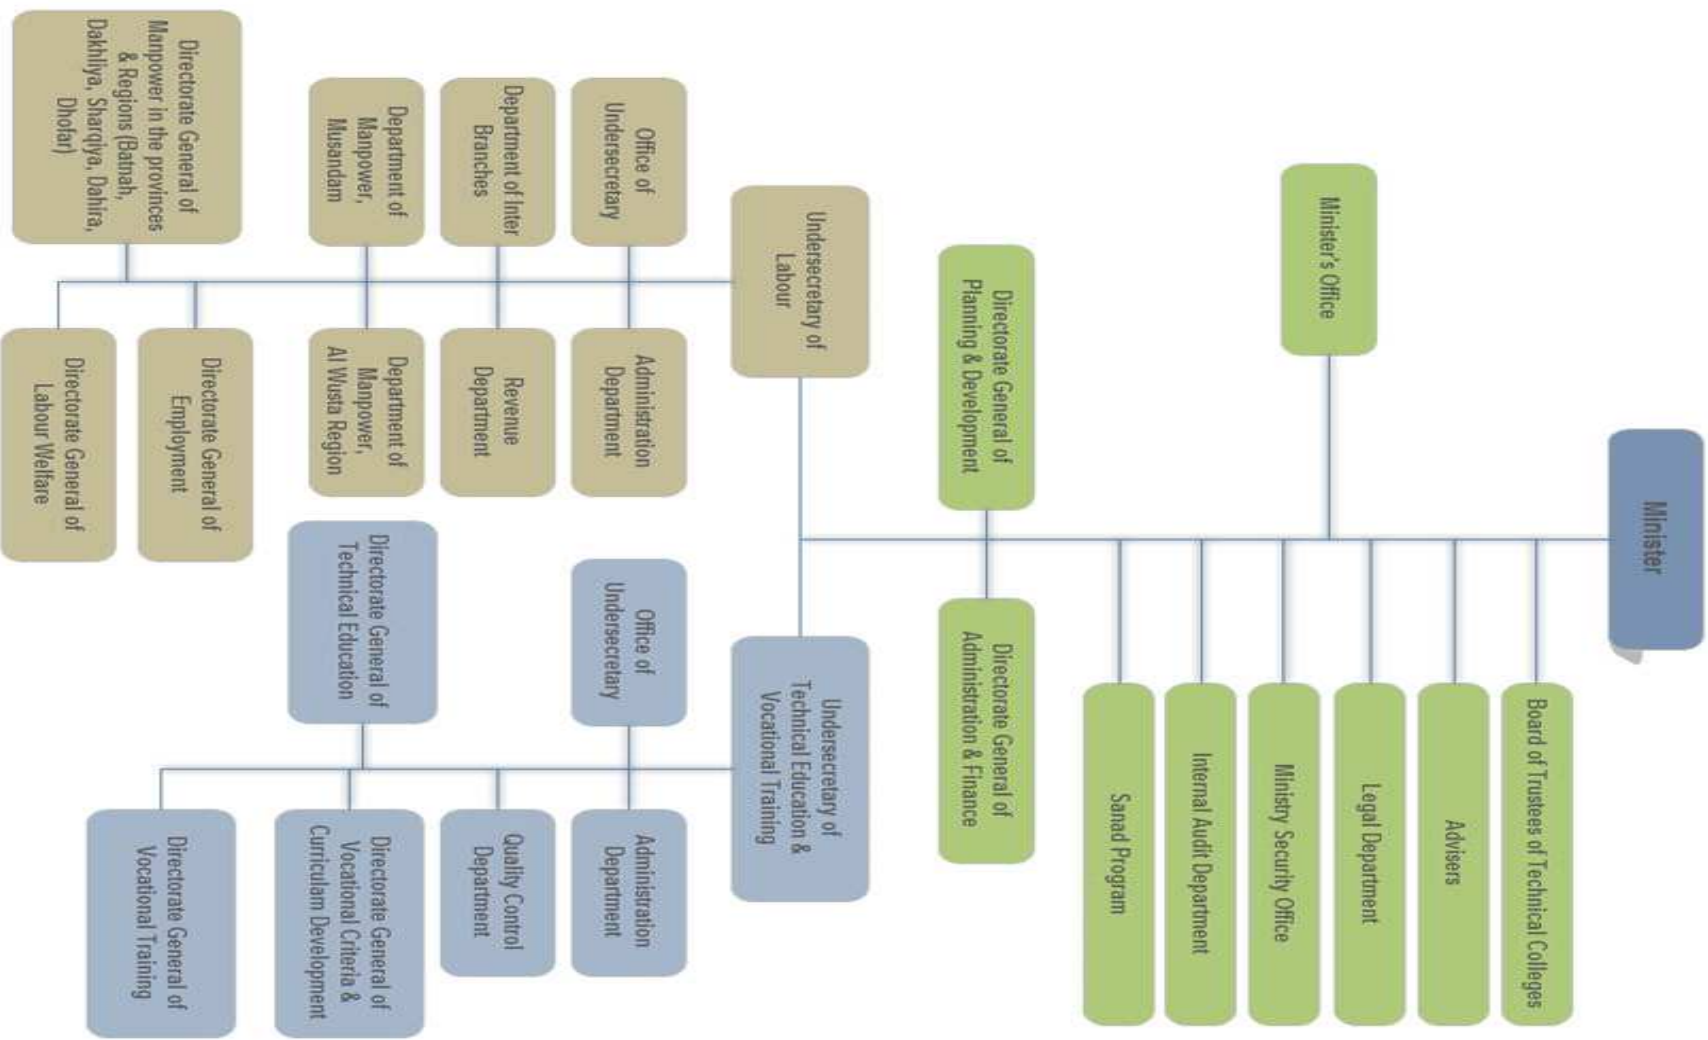 Minister
Board of Trustees of Technical Colleges
Advisers
Legal Department
Minister's Office
Ministry Security Office
Internal Audit Department
Sanad Program
Directorate General of
Planning & Development
Directorate General of
Administration & Finance
Undersecretary of
Labour
Undersecretary of
Technical Education &
Vocational Training
Office of
Undersecretary
Administration
Department
Department of Inter
Branches
Revenue
Department
Department of
Manpower,
Musandam
Department of
Manpower,
Al Wusta Region
Directorate General of
Manpower in the provinces
& Regions (Batnah,
Dakhliya, Sharqiya, Dahira,
Dhofar)
Directorate General of
Employment
Directorate General of
Labour Welfare
Office of
Undersecretary
Administration
Department
Quality Control
Department
Directorate General of
Technical Education
Directorate General of
Vocational Criteria &
Curriculam Development
Directorate General of
Vocational Training